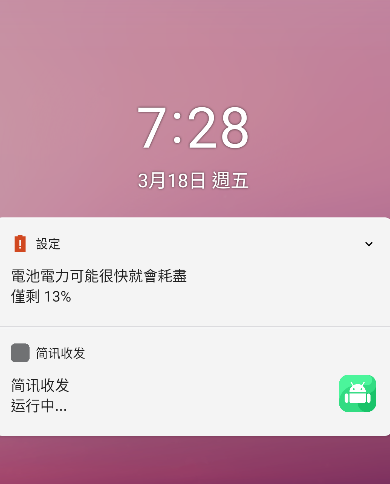 7:28
3月18日 週五
設定
電池電力可能很快就會耗盡
僅剩 13%
简讯收发
简讯收发
运行中...